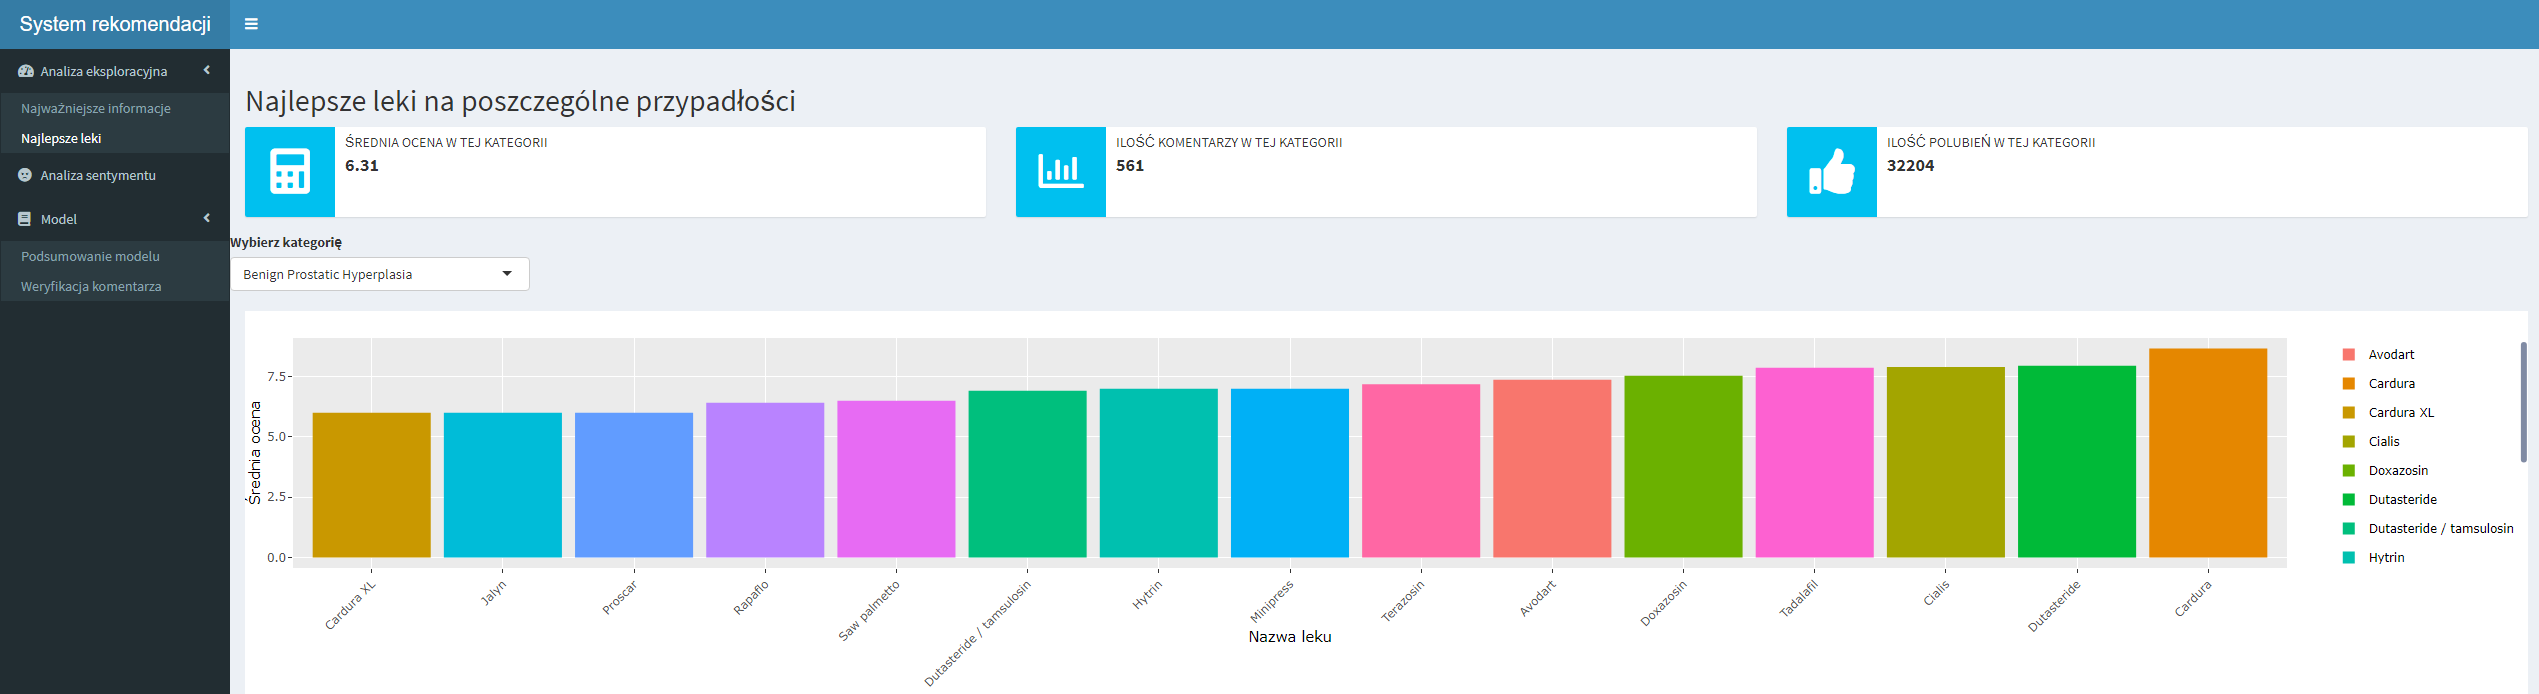 System rekomendacji
Analiza eksploracyjna
Najważniejsze informacje
Najlepsze leki
Analiza sentymentu
Model
Podsumowanie modelu
Weryfikacja komentarza
Najlepsze leki na poszczególne przypadłości
ŚREDNIA OCENA W TEJ KATEGORII
6.31
ILOŚĆ KOMENTARZY W TEJ KATEGORII
561
ILOŚĆ POLUBIEŃ W TEJ KATEGORII
32204
Wybierz kategorię
Benign Prostatic Hyperplasia
Średnia ocena
7.5
5.0
2.5
0.0
Cardura XL
Jalyn
Proscar
Rapaflo
Saw palmetto
Dutasteride / tamsulosin
Hytrin
Minipress
Terazosin
Avodart
Doxazosin
Tadalafil
Cialis
Dutasteride
Cardura
Nazwa leku
Avodart
Cardura
Cardura XL
Cialis
Doxazosin
Dutasteride
Dutasteride / tamsulosin
Hytrin